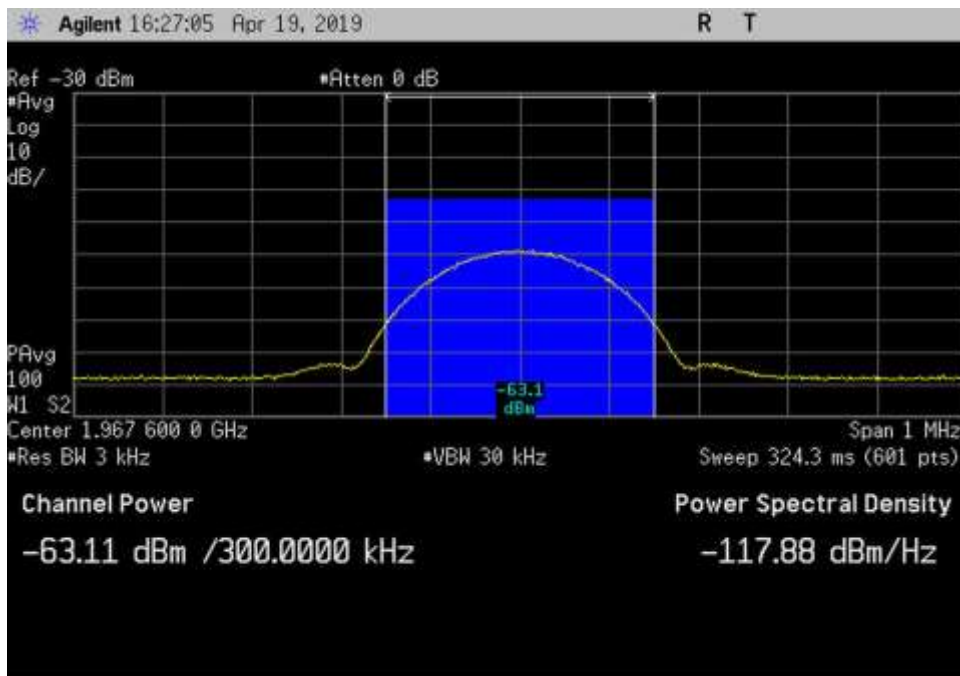 Agilent 16:27:05 Apr 19, 2019 R T
Ref -30 dBm #Atten 0 dB
#Avg
Log
10
dB/
PAvg
100
W1 S2
-63.1
dBm
Center 1.967 600 0 GHz Span 1 MHz
#Res BW 3 kHz #VBW 30 kHz Sweep 324.3 ms (601 pts)
Channel Power Power Spectral Density
-63.11 dBm /300.0000 kHz -117.88 dBm/Hz